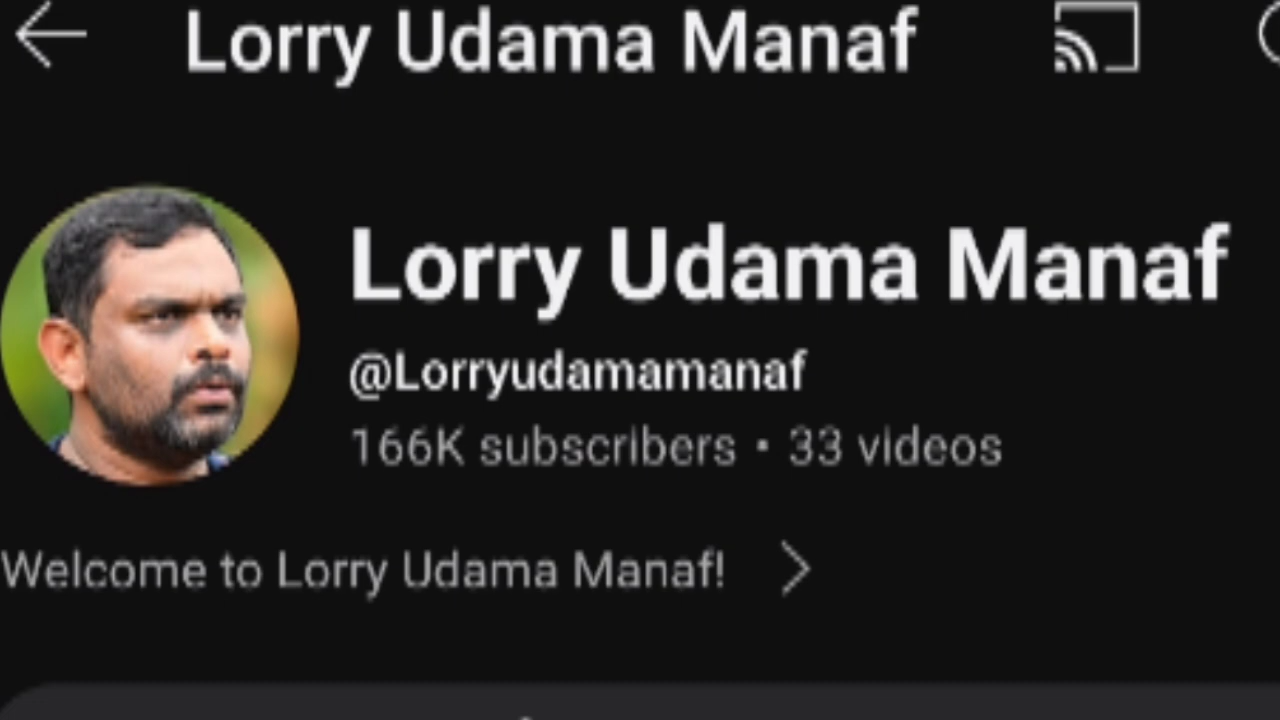 Lorry Udama Manaf
Lorry Udama Manaf
@Lorryudamamanaf
166K subscribers • 33 videos
Welcome to Lorry Udama Manaf!